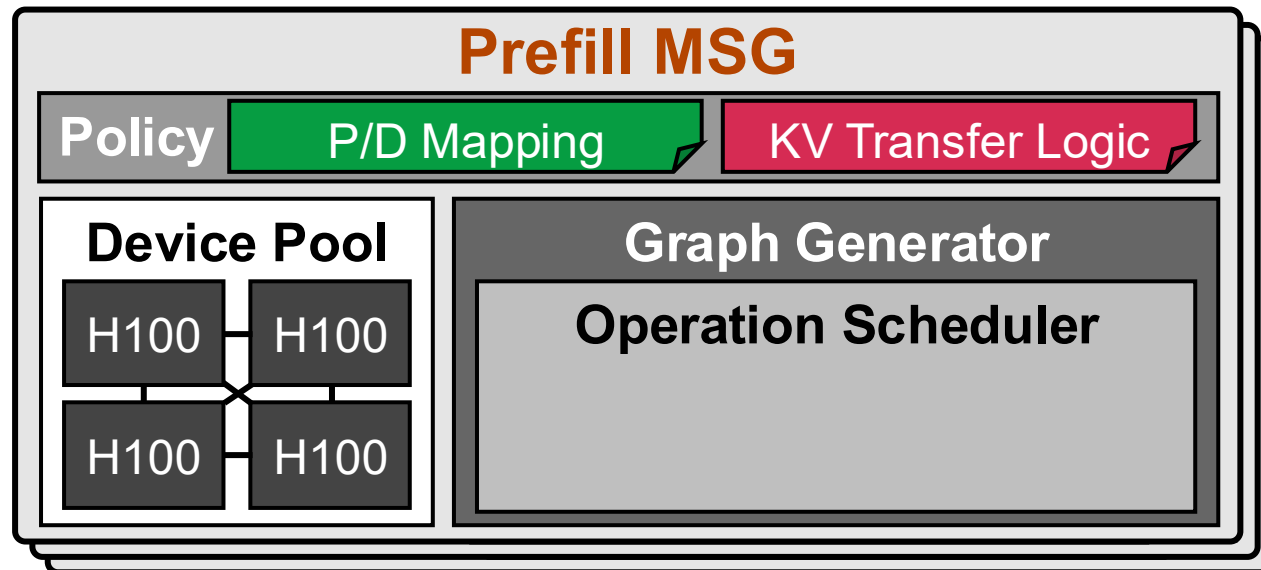 Prefill MSG
Policy P/D Mapping KV Transfer Logic
Device Pool
H100 H100
H100 H100
Graph Generator
Operation Scheduler